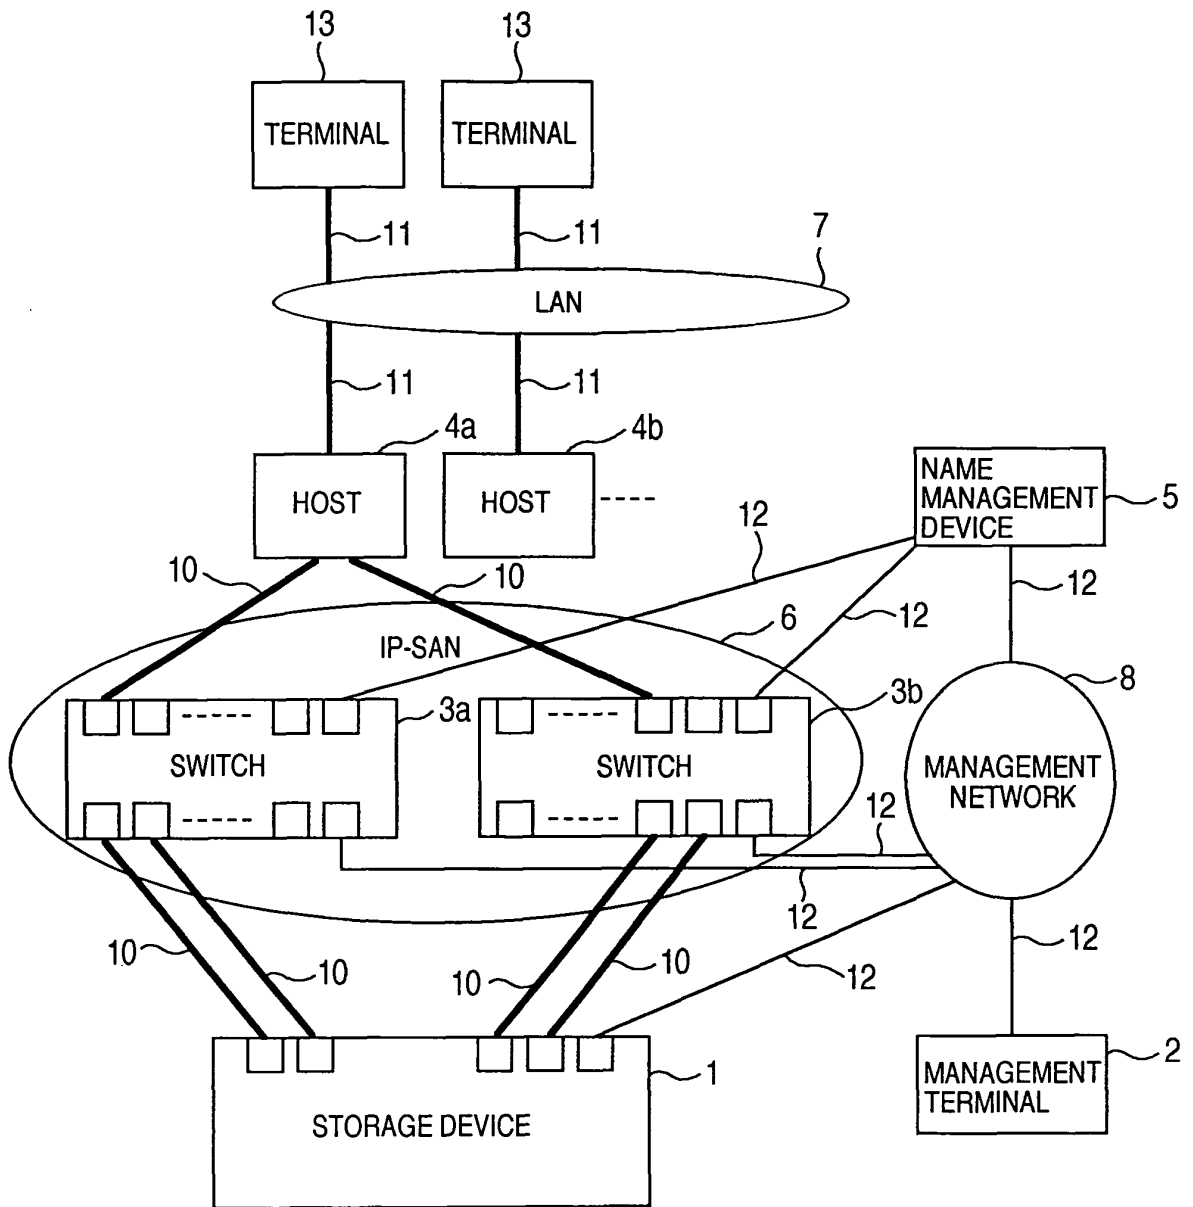 13
13
TERMINAL
TERMINAL
11
11
7
LAN
11
11
4a
4b
HOST
HOST
NAME
MANAGEMENT
DEVICE
5
12
10
10
12
12
6
IP-SAN
8
3a
3b
SWITCH
SWITCH
MANAGEMENT
NETWORK
12
12
10
10
10
10
12
12
1
2
MANAGEMENT
TERMINAL
STORAGE DEVICE